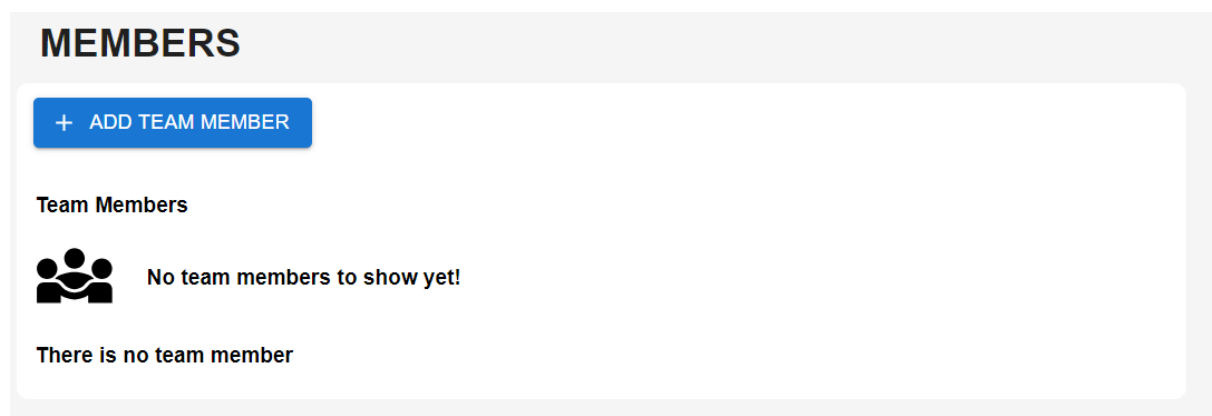 MEMBERS
+ ADD TEAM MEMBER
Team Members
No team members to show yet!
There is no team member